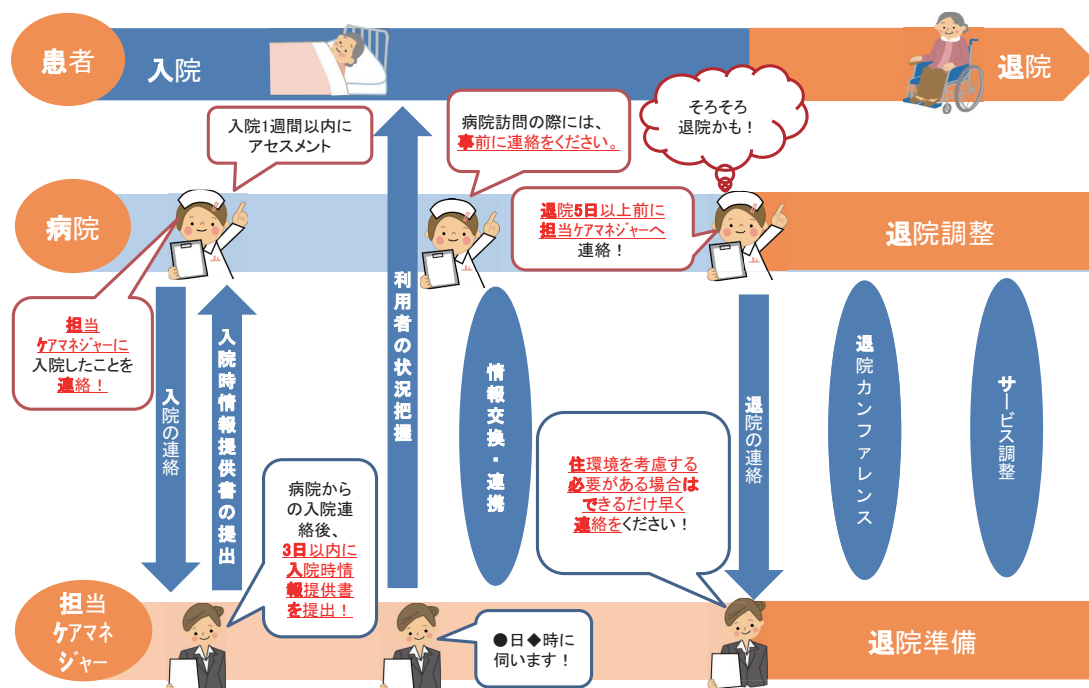 患者
入院
退院
入院1週間以内に
アセスメント
病院訪問の際には、
事前に連絡をください。
そろそろ
退院かも！
病院
退院5日以上前に
担当ケアマネジャーへ
連絡！
退院調整
担当
ケアマネジャーに
入院したことを
連絡！
入院の連絡
入院時情報提供書の提出
利用者の状況把握
情報交換・連携
退院の連絡
退院カンファレンス
サービス調整
病院から
の入院連
絡後、
3日以内に
入院時情
報提供書
を提出！
住環境を考慮する
必要がある場合は
できるだけ早く
連絡をください！
担当
ケアマネ
ジャー
●日◆時に
伺います！
退院準備